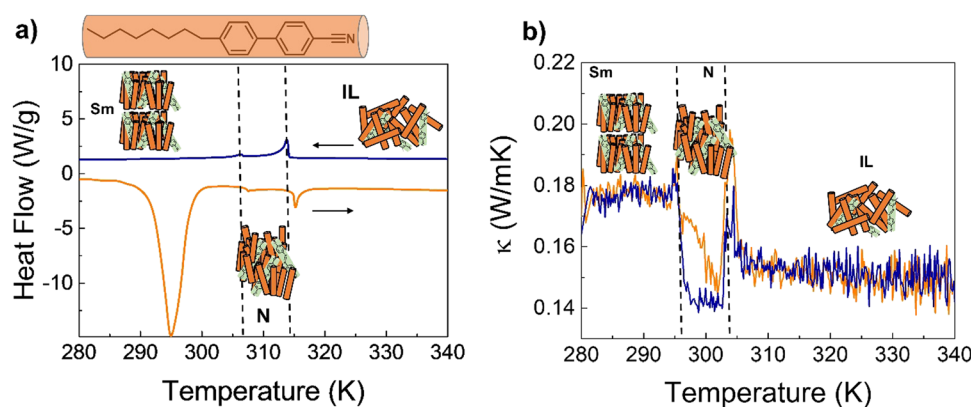 a)
N
10
5
0
-5
-10
Heat Flow (W/g)
Sm
IL
N
280 290 300 310 320 330 340
Temperature (K)
b)
0.22
0.20
0.18
0.16
0.14
κ (W/mK)
Sm
N
IL
280 290 300 310 320 330 340
Temperature (K)